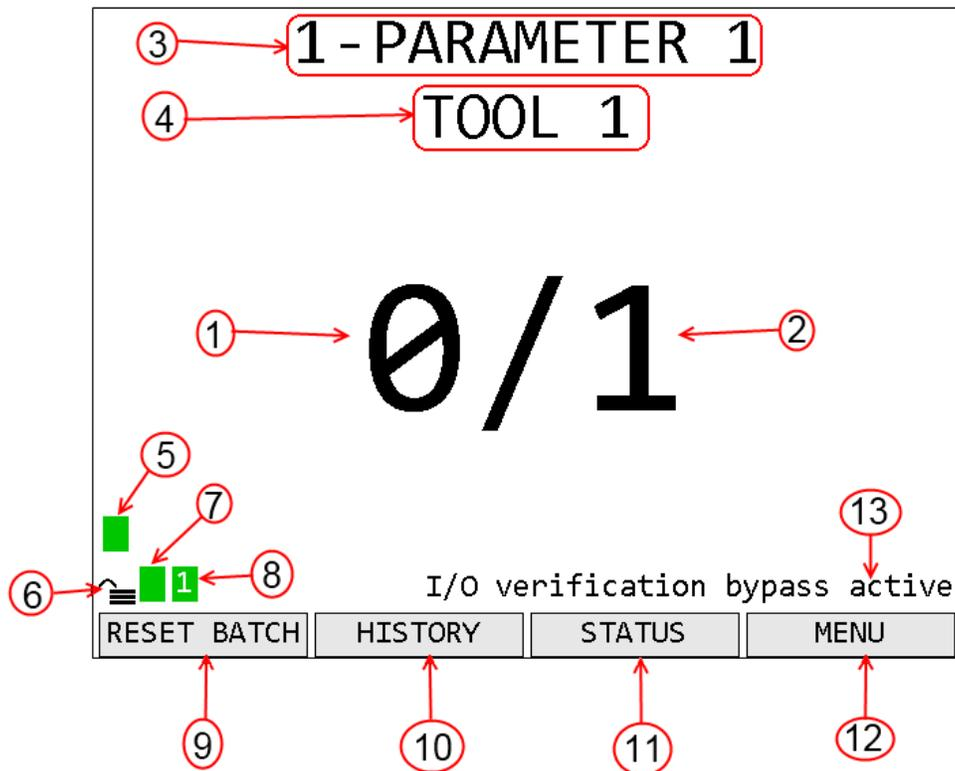 3 1-PARAMETER 1
4 TOOL 1
1 0/1 2
5
7
13
6 1 8 I/O verification bypass active
RESET BATCH HISTORY STATUS MENU
9 10 11 12